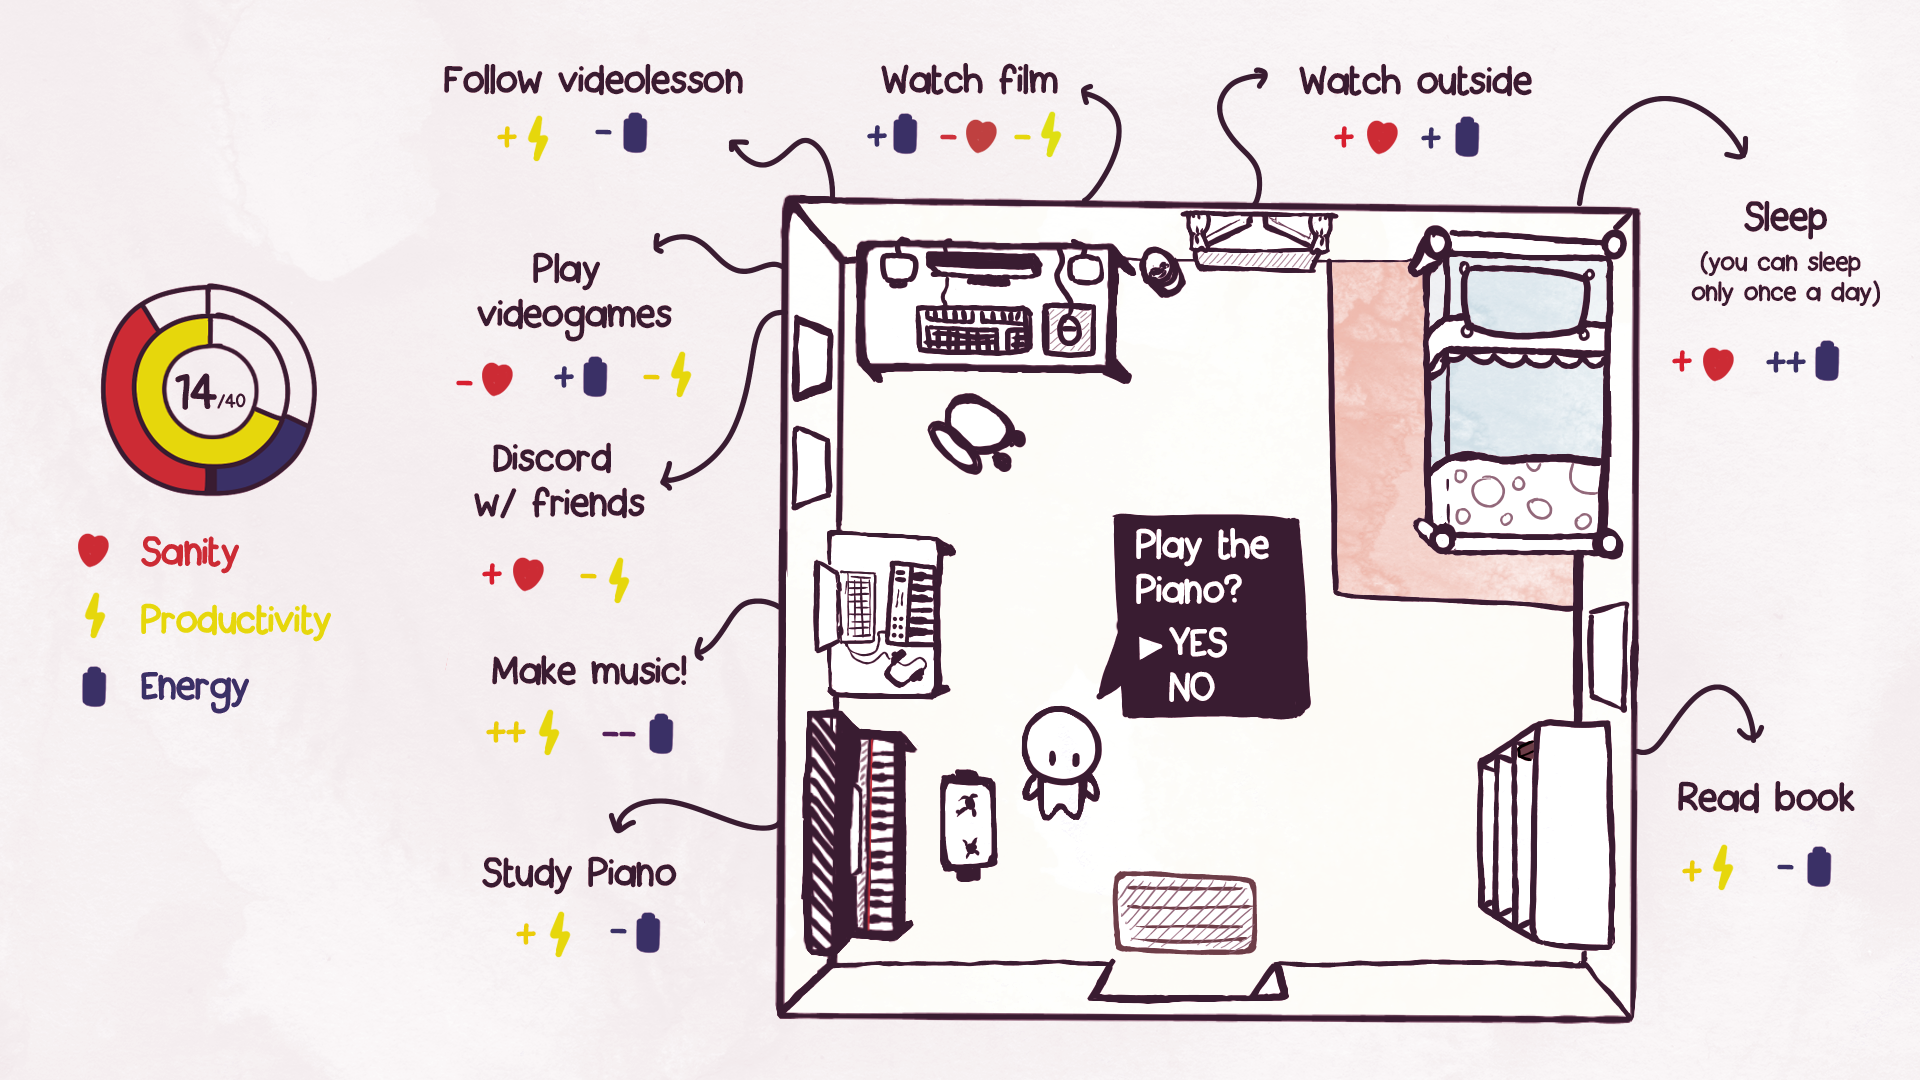 Follow videolesson
+ -
Watch film
+ - -
Watch outside
+ +
Sleep
(you can sleep
only once a day)
+ ++
Play
videogames
- + -
14/40
Discord
w/ friends
+ -
Sanity
Productivity
Energy
Make music!
++ --
Study Piano
+ -
Play the
Piano?
▶ YES
NO
Read book
+ -